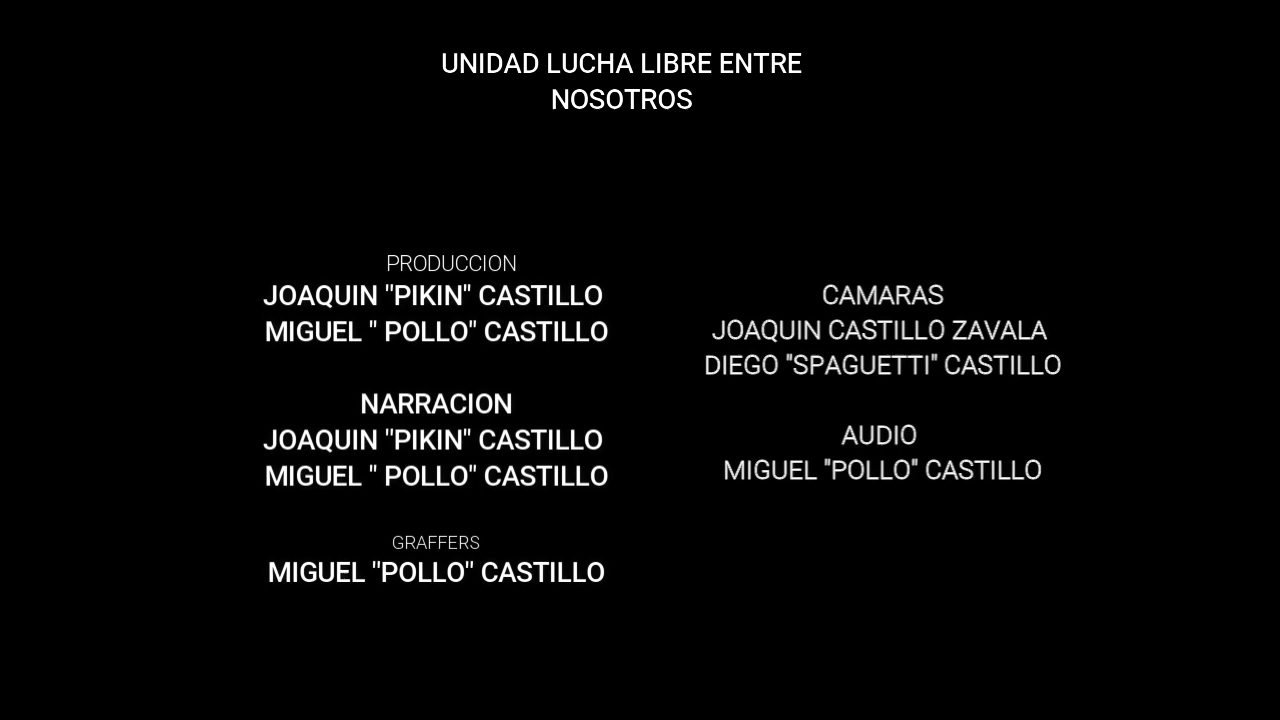 UNIDAD LUCHA LIBRE ENTRE
NOSOTROS
PRODUCCION
JOAQUIN "PIKIN" CASTILLO
MIGUEL " POLLO" CASTILLO
NARRACION
JOAQUIN "PIKIN" CASTILLO
MIGUEL " POLLO" CASTILLO
GRAFFERS
MIGUEL "POLLO" CASTILLO
CAMARAS
JOAQUIN CASTILLO ZAVALA
DIEGO "SPAGUETTI" CASTILLO
AUDIO
MIGUEL "POLLO" CASTILLO